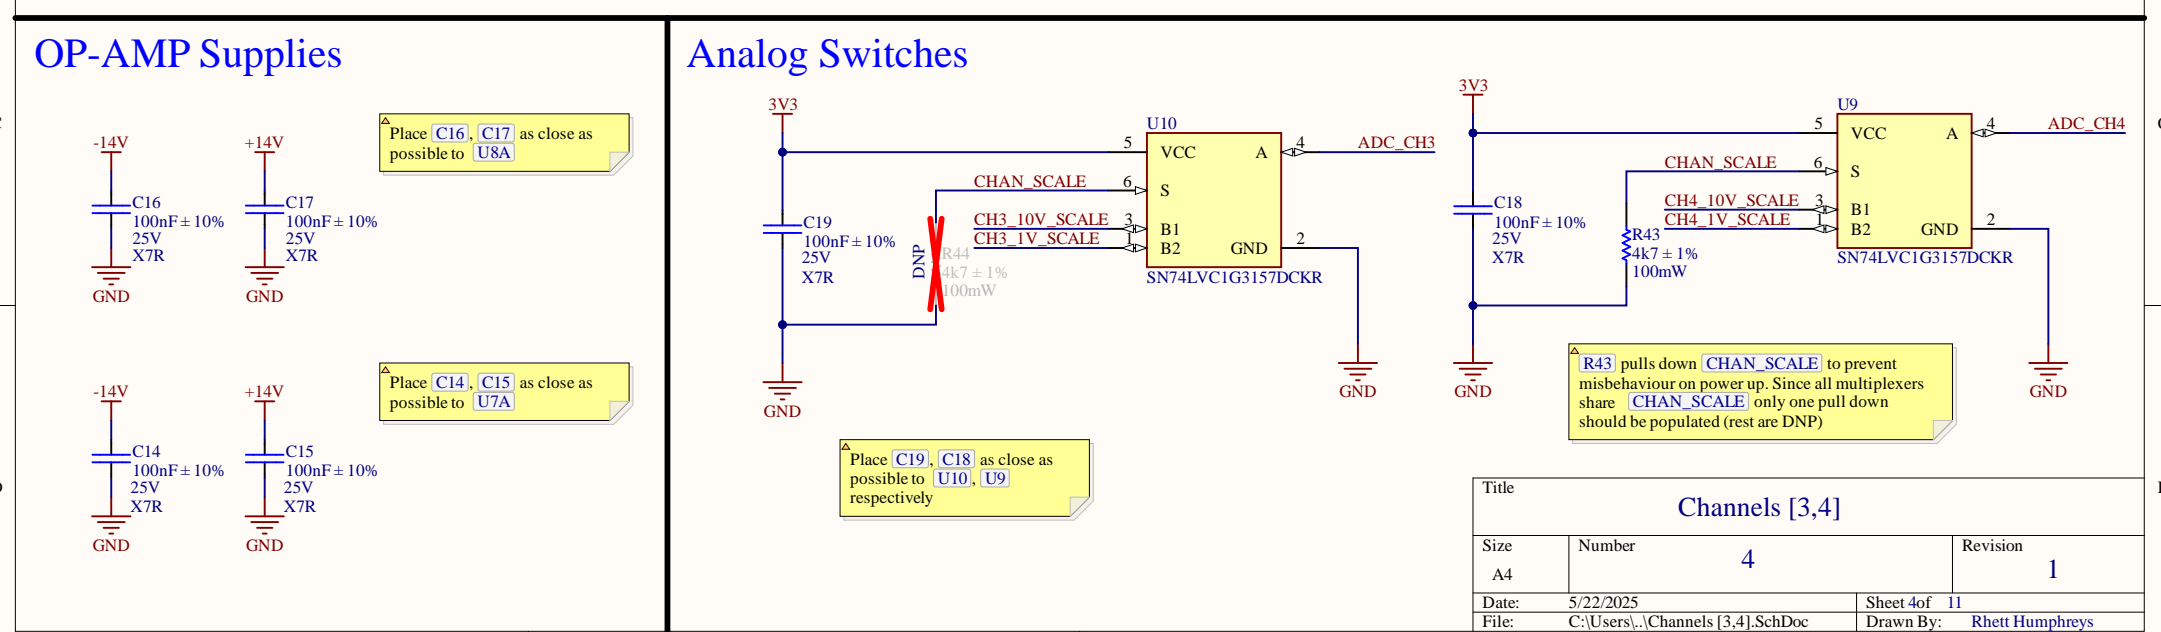 OP-AMP Supplies
-14V
C16
100nF ± 10%
25V
X7R
GND
+14V
C17
100nF ± 10%
25V
X7R
GND
Place C16, C17 as close as
possible to U8A
-14V
C14
100nF ± 10%
25V
X7R
GND
+14V
C15
100nF ± 10%
25V
X7R
GND
Place C14, C15 as close as
possible to U7A
Analog Switches
3V3
C19
100nF ± 10%
25V
X7R
GND
DNP
R44
4k7 ± 1%
100mW
U10
CHAN_SCALE
CH3_10V_SCALE
CH3_1V_SCALE
5
6
3
1
VCC
S
B1
B2
A
GND
4
2
ADC_CH3
SN74LVC1G3157DCKR
GND
Place C19, C18 as close as
possible to U10, U9
respectively
3V3
C18
100nF ± 10%
25V
X7R
GND
R43
4k7 ± 1%
100mW
U9
CHAN_SCALE
CH4_10V_SCALE
CH4_1V_SCALE
5
6
3
1
VCC
S
B1
B2
A
GND
4
2
ADC_CH4
SN74LVC1G3157DCKR
GND
R43 pulls down CHAN_SCALE to prevent
misbehaviour on power up. Since all multiplexers
share CHAN_SCALE only one pull down
should be populated (rest are DNP)
Title
Channels [3,4]
Size
A4
Number
4
Revision
1
Date: 5/22/2025
Sheet 4 of 11
File: C:\Users\..\Channels [3,4].SchDoc
Drawn By: Rhett Humphreys